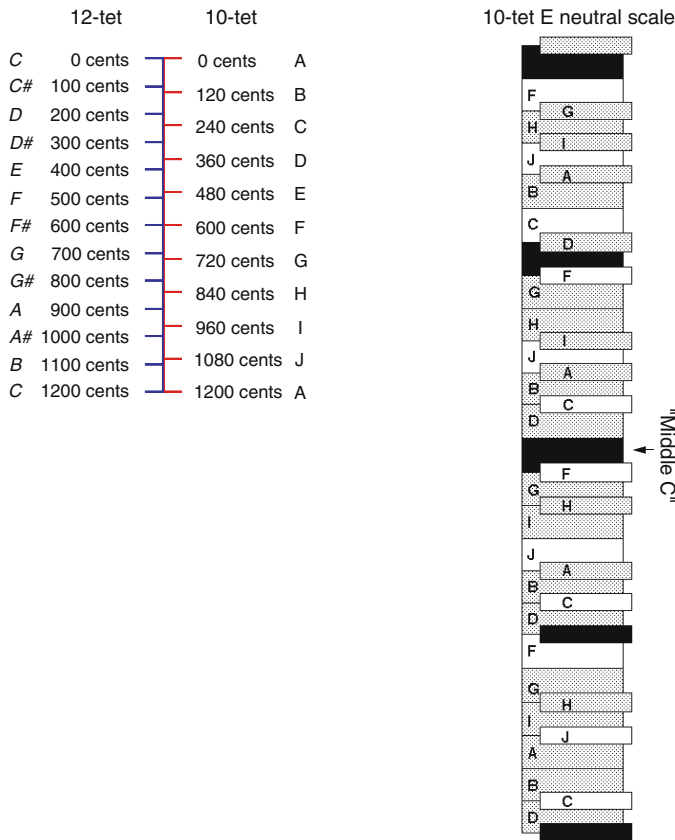 12-tet 10-tet
C 0 cents 0 cents A
C# 100 cents 120 cents B
D 200 cents 240 cents C
D# 300 cents 360 cents D
E 400 cents 480 cents E
F 500 cents 600 cents F
F# 600 cents 720 cents G
G 700 cents 840 cents H
G# 800 cents 960 cents I
A 900 cents 1080 cents J
A# 1000 cents 1200 cents A
B 1100 cents
C 1200 cents
10-tet E neutral scale
F
G
H
I
J
A
B
C
D
F
G
H
I
J
A
B
C
D
"Middle C"
F
G
H
I
J
A
B
C
D
F
G
H
I
J
A
B
C
D